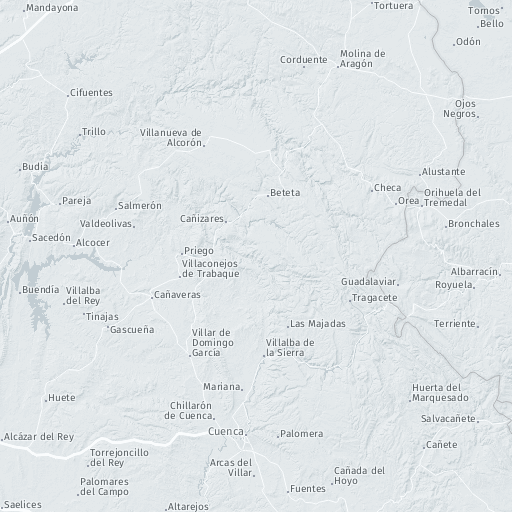 Mandayona
Tortuera
Tornos
Bello
Odón
Corduente
Molina de
Aragón
Cifuentes
Ojos
Negros
Trillo
Villanueva de
Alcorón
Budia
Alustante
Checa
Orea
Orihuela del
Tremedal
Beteta
Pareja
Salmerón
Auñón
Valdeolivas
Cañizares
Bronchales
Sacedón
Alcocer
Priego
Villaconejos
de Trabaque
Albarracín
Royuela
Guadalaviar
Buendía
Villalba
del Rey
Cañaveras
Tragacete
Tinajas
Gascueña
Las Majadas
Terriente
Villar de
Domingo
García
Villalba de
la Sierra
Mariana
Huerta del
Marquesado
Huete
Chillarón
de Cuenca
Salvacañete
Alcázar del Rey
Cuenca
Palomera
Cañete
Torrejoncillo
del Rey
Arcas del
Villar
Cañada del
Hoyo
Palomares
del Campo
Fuentes
Saelices
Altarejos